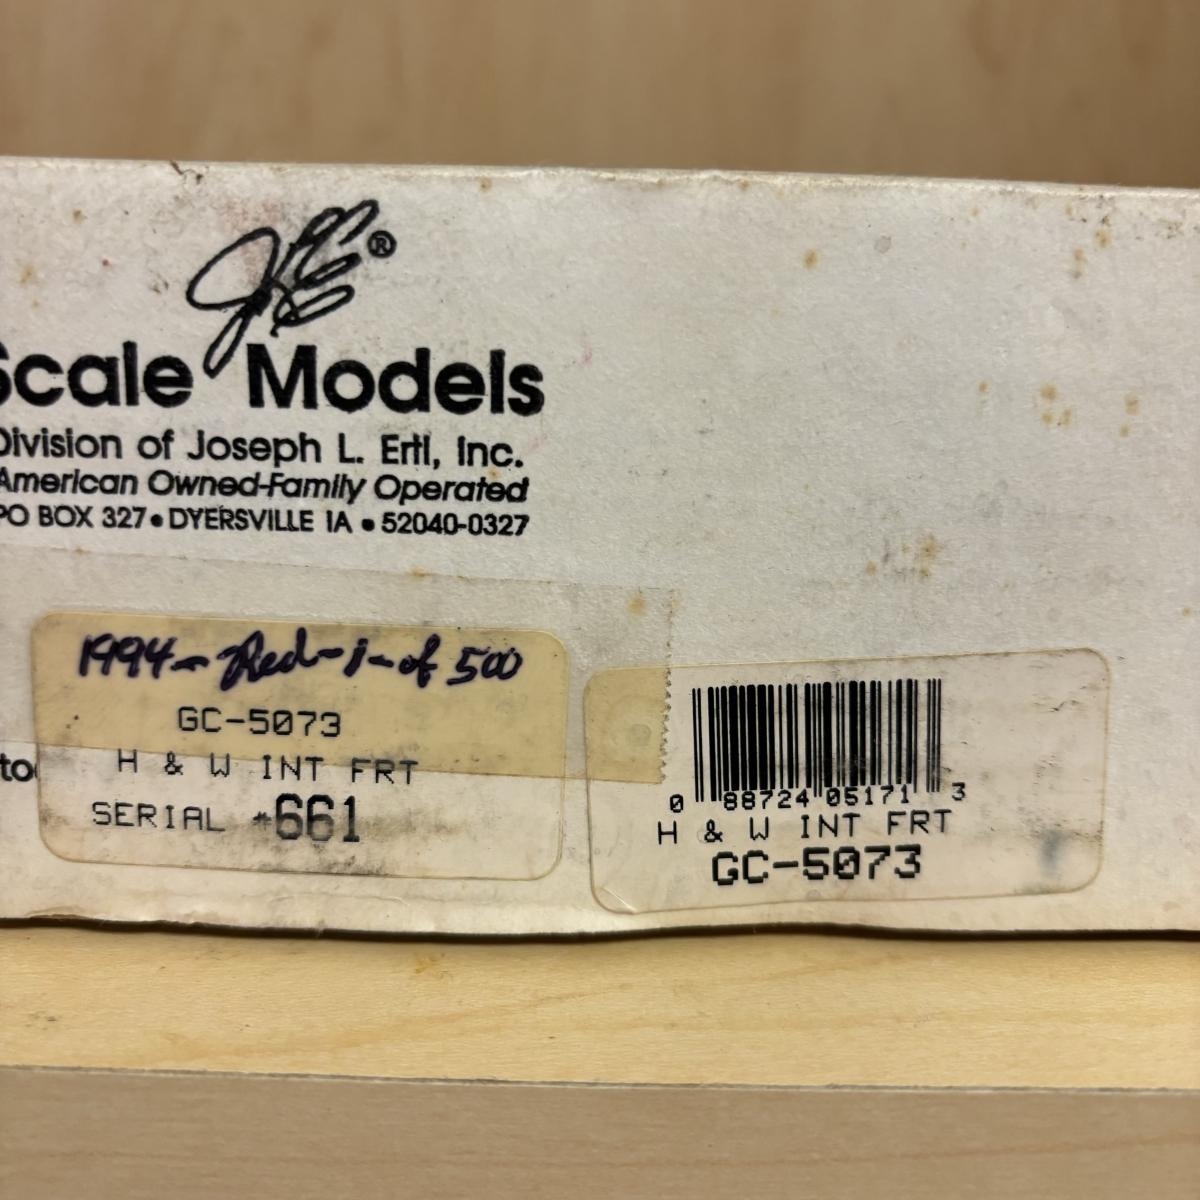 JLE®
Scale Models
Division of Joseph L. Ertl, Inc.
American Owned-Family Operated
PO BOX 327 • DYERSVILLE IA • 52040-0327
1994-Red-1-of 500
GC-5073
H & W INT FRT
SERIAL #661
0 88724 05171 3
H & W INT FRT
GC-5073